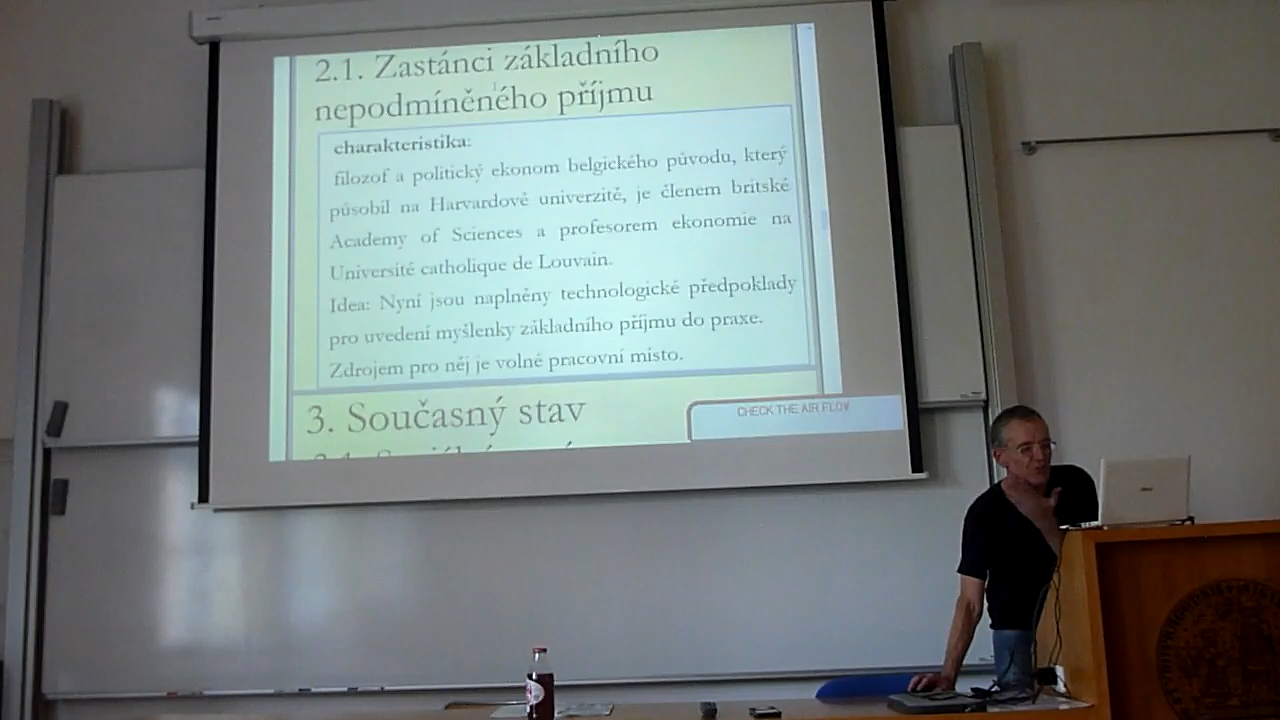 2.1. Zastánci základního
nepodmíněného příjmu
charakteristika:
filozof a politický ekonom belgického původu, který
působil na Harvardově univerzitě, je členem britské
Academy of Sciences a profesorem ekonomie na
Université catholique de Louvain.
Idea: Nyní jsou naplněny technologické předpoklady
pro uvedení myšlenky základního příjmu do praxe.
Zdrojem pro něj je volné pracovní místo.
3. Současný stav
CHECK THE AIR FLOW